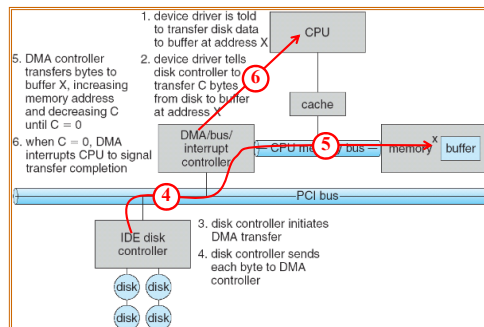 1. device driver is told
to transfer disk data
to buffer at address X
2. device driver tells
disk controller to
transfer C bytes
from disk to buffer
at address X
5. DMA controller
transfers bytes to
buffer X, increasing
memory address
and decreasing C
until C = 0
6. when C = 0, DMA
interrupts CPU to signal
transfer completion
CPU
6
cache
DMA/bus/
interrupt
controller
CPU me
bus
5
memory
x
buffer
PCI bus
4
IDE disk
controller
3. disk controller initiates
DMA transfer
4. disk controller sends
each byte to DMA
controller
disk
disk
disk
disk